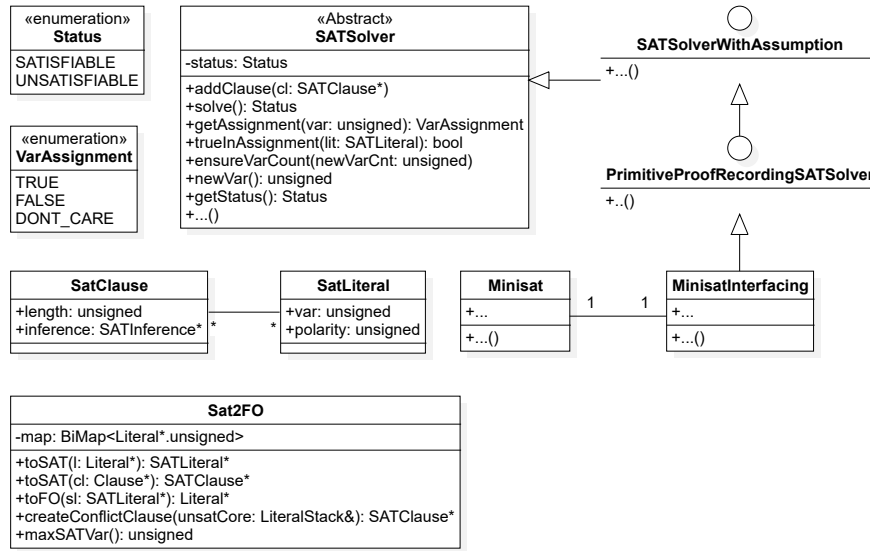 «enumeration»
Status
SATISFIABLE
UNSATISFIABLE
«enumeration»
VarAssignment
TRUE
FALSE
DONT_CARE
«Abstract»
SATSolver
-status: Status
+addClause(cl: SATClause*)
+solve(): Status
+getAssignment(var: unsigned): VarAssignment
+trueInAssignment(lit: SATLiteral): bool
+ensureVarCount(newVarCnt: unsigned)
+newVar(): unsigned
+getStatus(): Status
+...()
SATSolverWithAssumption
+...()
PrimitiveProofRecordingSATSolver
+..()
SatClause
+length: unsigned
+inference: SATInference*
*
*
SatLiteral
+var: unsigned
+polarity: unsigned
Minisat
+...
+...()
1
1
MinisatInterfacing
+...
+...()
Sat2FO
-map: BiMap<Literal*.unsigned>
+toSAT(l: Literal*): SATLiteral*
+toSAT(cl: Clause*): SATClause*
+toFO(sl: SATLiteral*): Literal*
+createConflictClause(unsatCore: LiteralStack&): SATClause*
+maxSATVar(): unsigned